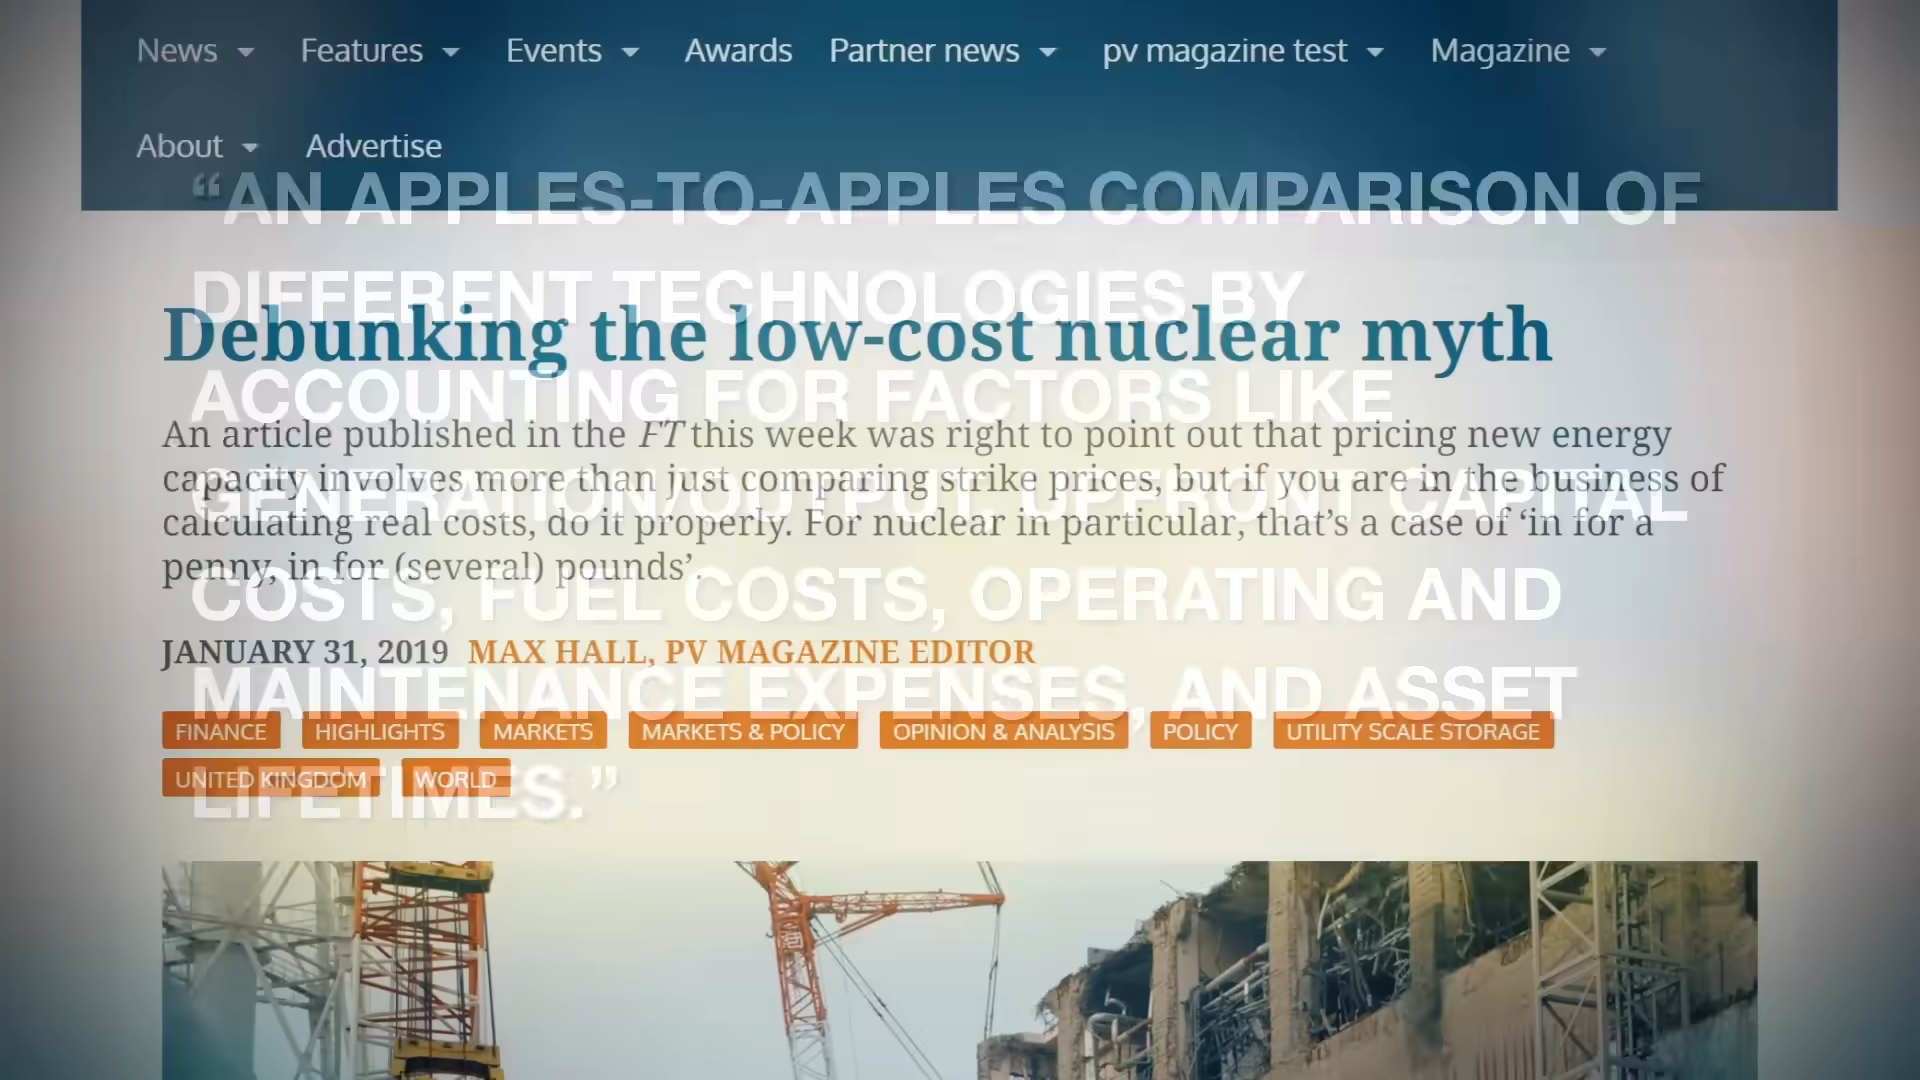 News Features Events Awards Partner news pv magazine test Magazine
About Advertise
“AN APPLES-TO-APPLES COMPARISON OF
DIFFERENT TECHNOLOGIES BY
ACCOUNTING FOR FACTORS LIKE
GENERATION/OUTPUT, UPFRONT CAPITAL
COSTS, FUEL COSTS, OPERATING AND
MAINTENANCE EXPENSES, AND ASSET
LIFETIMES.”
Debunking the low-cost nuclear myth
An article published in the FT this week was right to point out that pricing new energy
capacity involves more than just comparing strike prices, but if you are in the business of
calculating real costs, do it properly. For nuclear in particular, that’s a case of ‘in for a
penny, in for (several) pounds’.
JANUARY 31, 2019 MAX HALL, PV MAGAZINE EDITOR
FINANCE HIGHLIGHTS MARKETS MARKETS & POLICY OPINION & ANALYSIS POLICY UTILITY SCALE STORAGE
UNITED KINGDOM WORLD